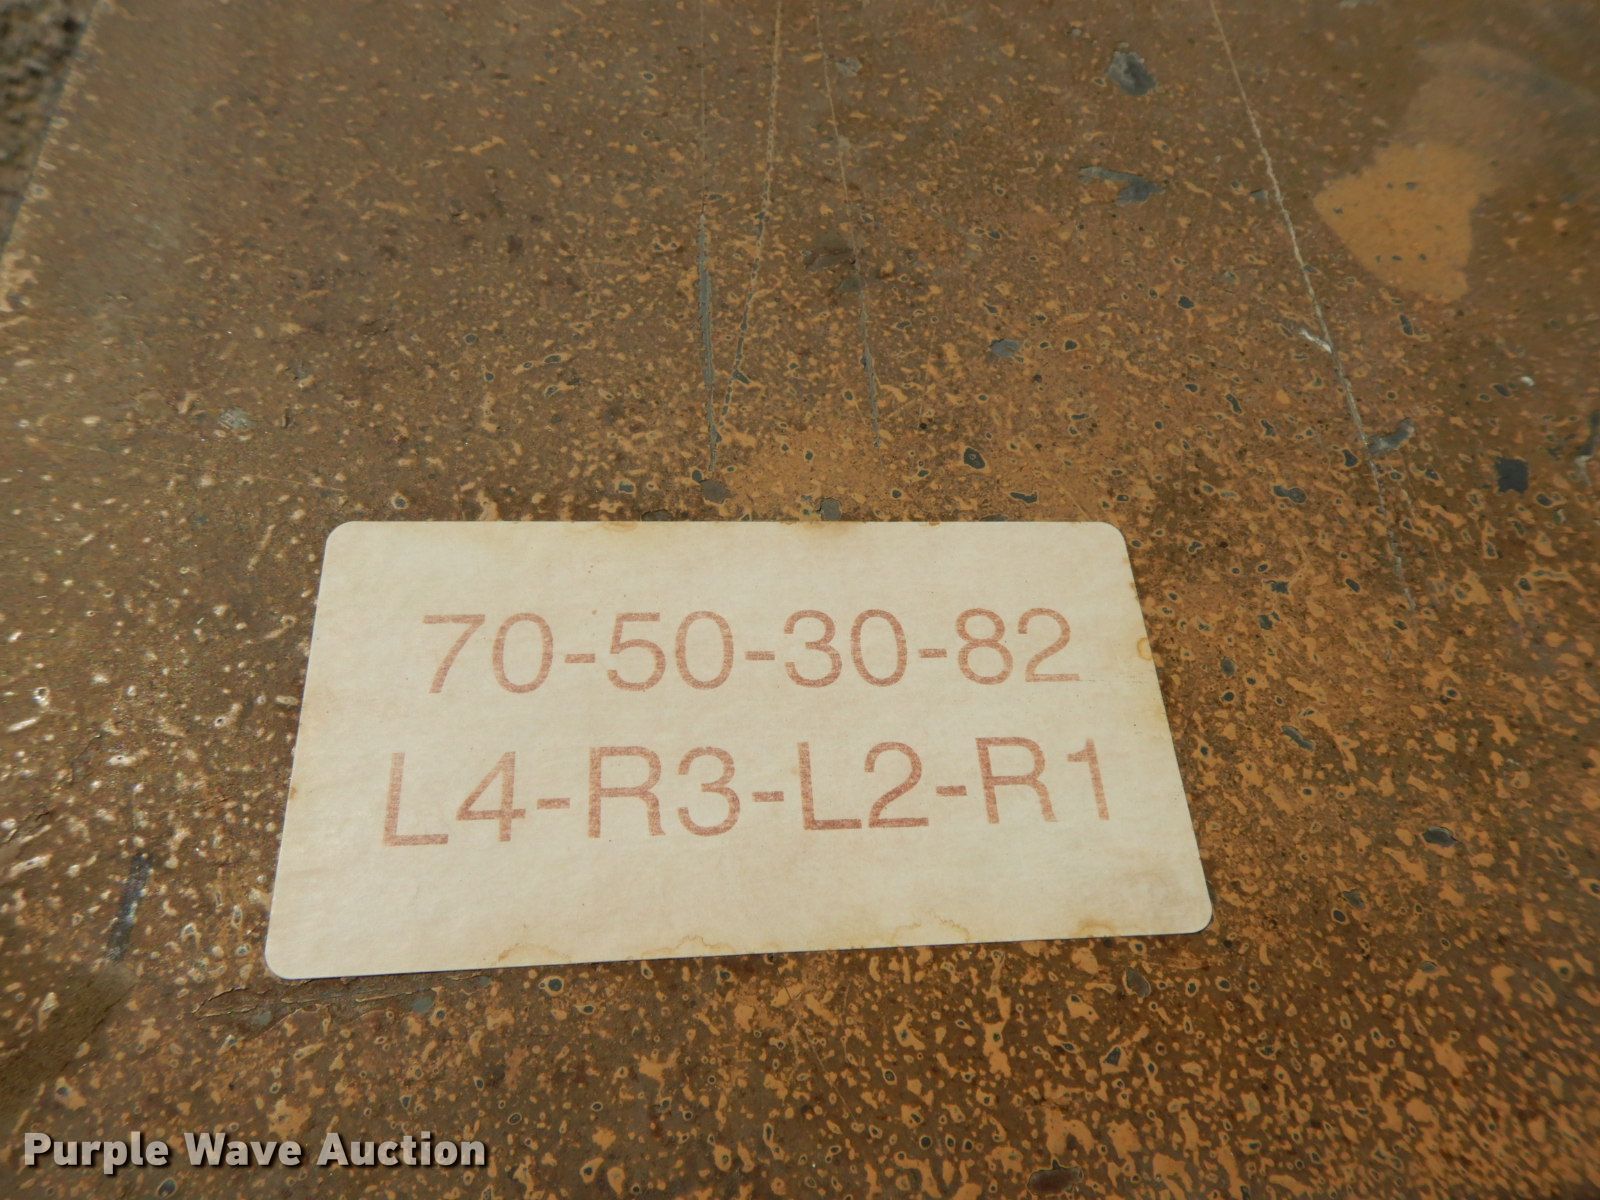 70-50-30-82
L4-R3-L2-R1
Purple Wave Auction